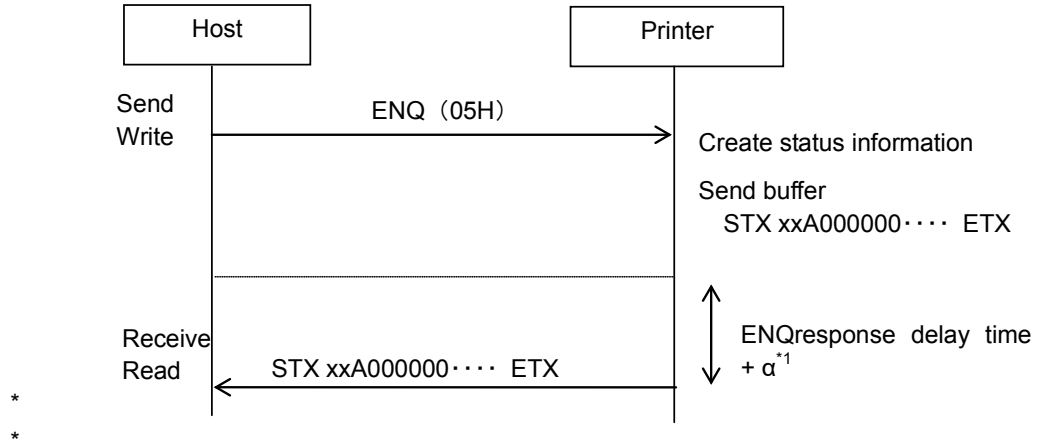 Host
Printer
Send
Write
ENQ（05H）
Create status information
Send buffer
STX xxA000000････ ETX
Receive
Read
STX xxA000000････ ETX
ENQresponse delay time
+ α*1
*
*